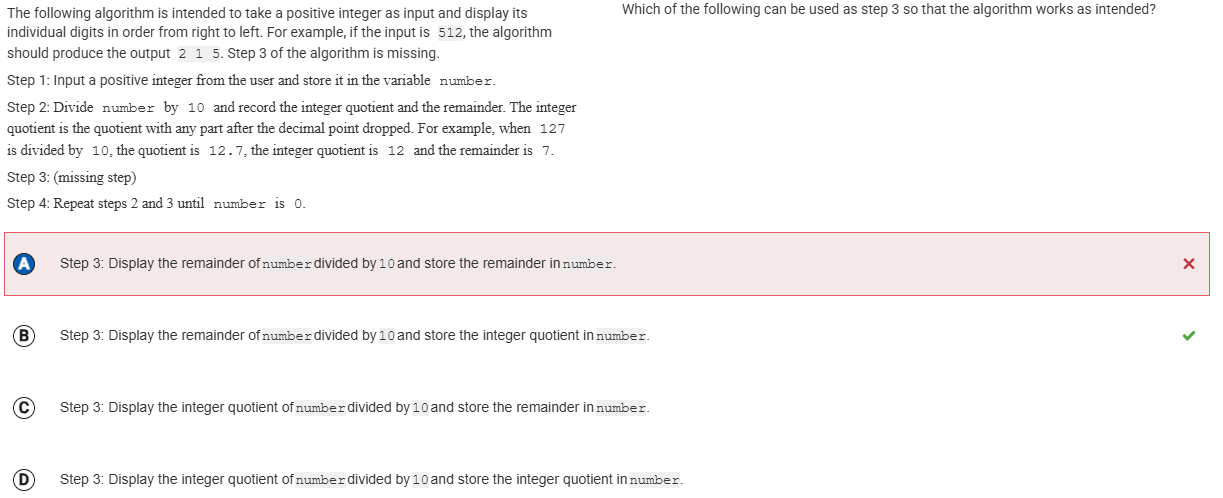 The following algorithm is intended to take a positive integer as input and display its
individual digits in order from right to left. For example, if the input is 512, the algorithm
should produce the output 2 1 5. Step 3 of the algorithm is missing.
Step 1: Input a positive integer from the user and store it in the variable number.
Step 2: Divide number by 10 and record the integer quotient and the remainder. The integer
quotient is the quotient with any part after the decimal point dropped. For example, when 127
is divided by 10, the quotient is 12.7, the integer quotient is 12 and the remainder is 7.
Step 3: (missing step)
Step 4: Repeat steps 2 and 3 until number is 0.
Which of the following can be used as step 3 so that the algorithm works as intended?
A Step 3: Display the remainder of number divided by 10 and store the remainder in number.
B Step 3: Display the remainder of number divided by 10 and store the integer quotient in number.
C Step 3: Display the integer quotient of number divided by 10 and store the remainder in number.
D Step 3: Display the integer quotient of number divided by 10 and store the integer quotient in number.